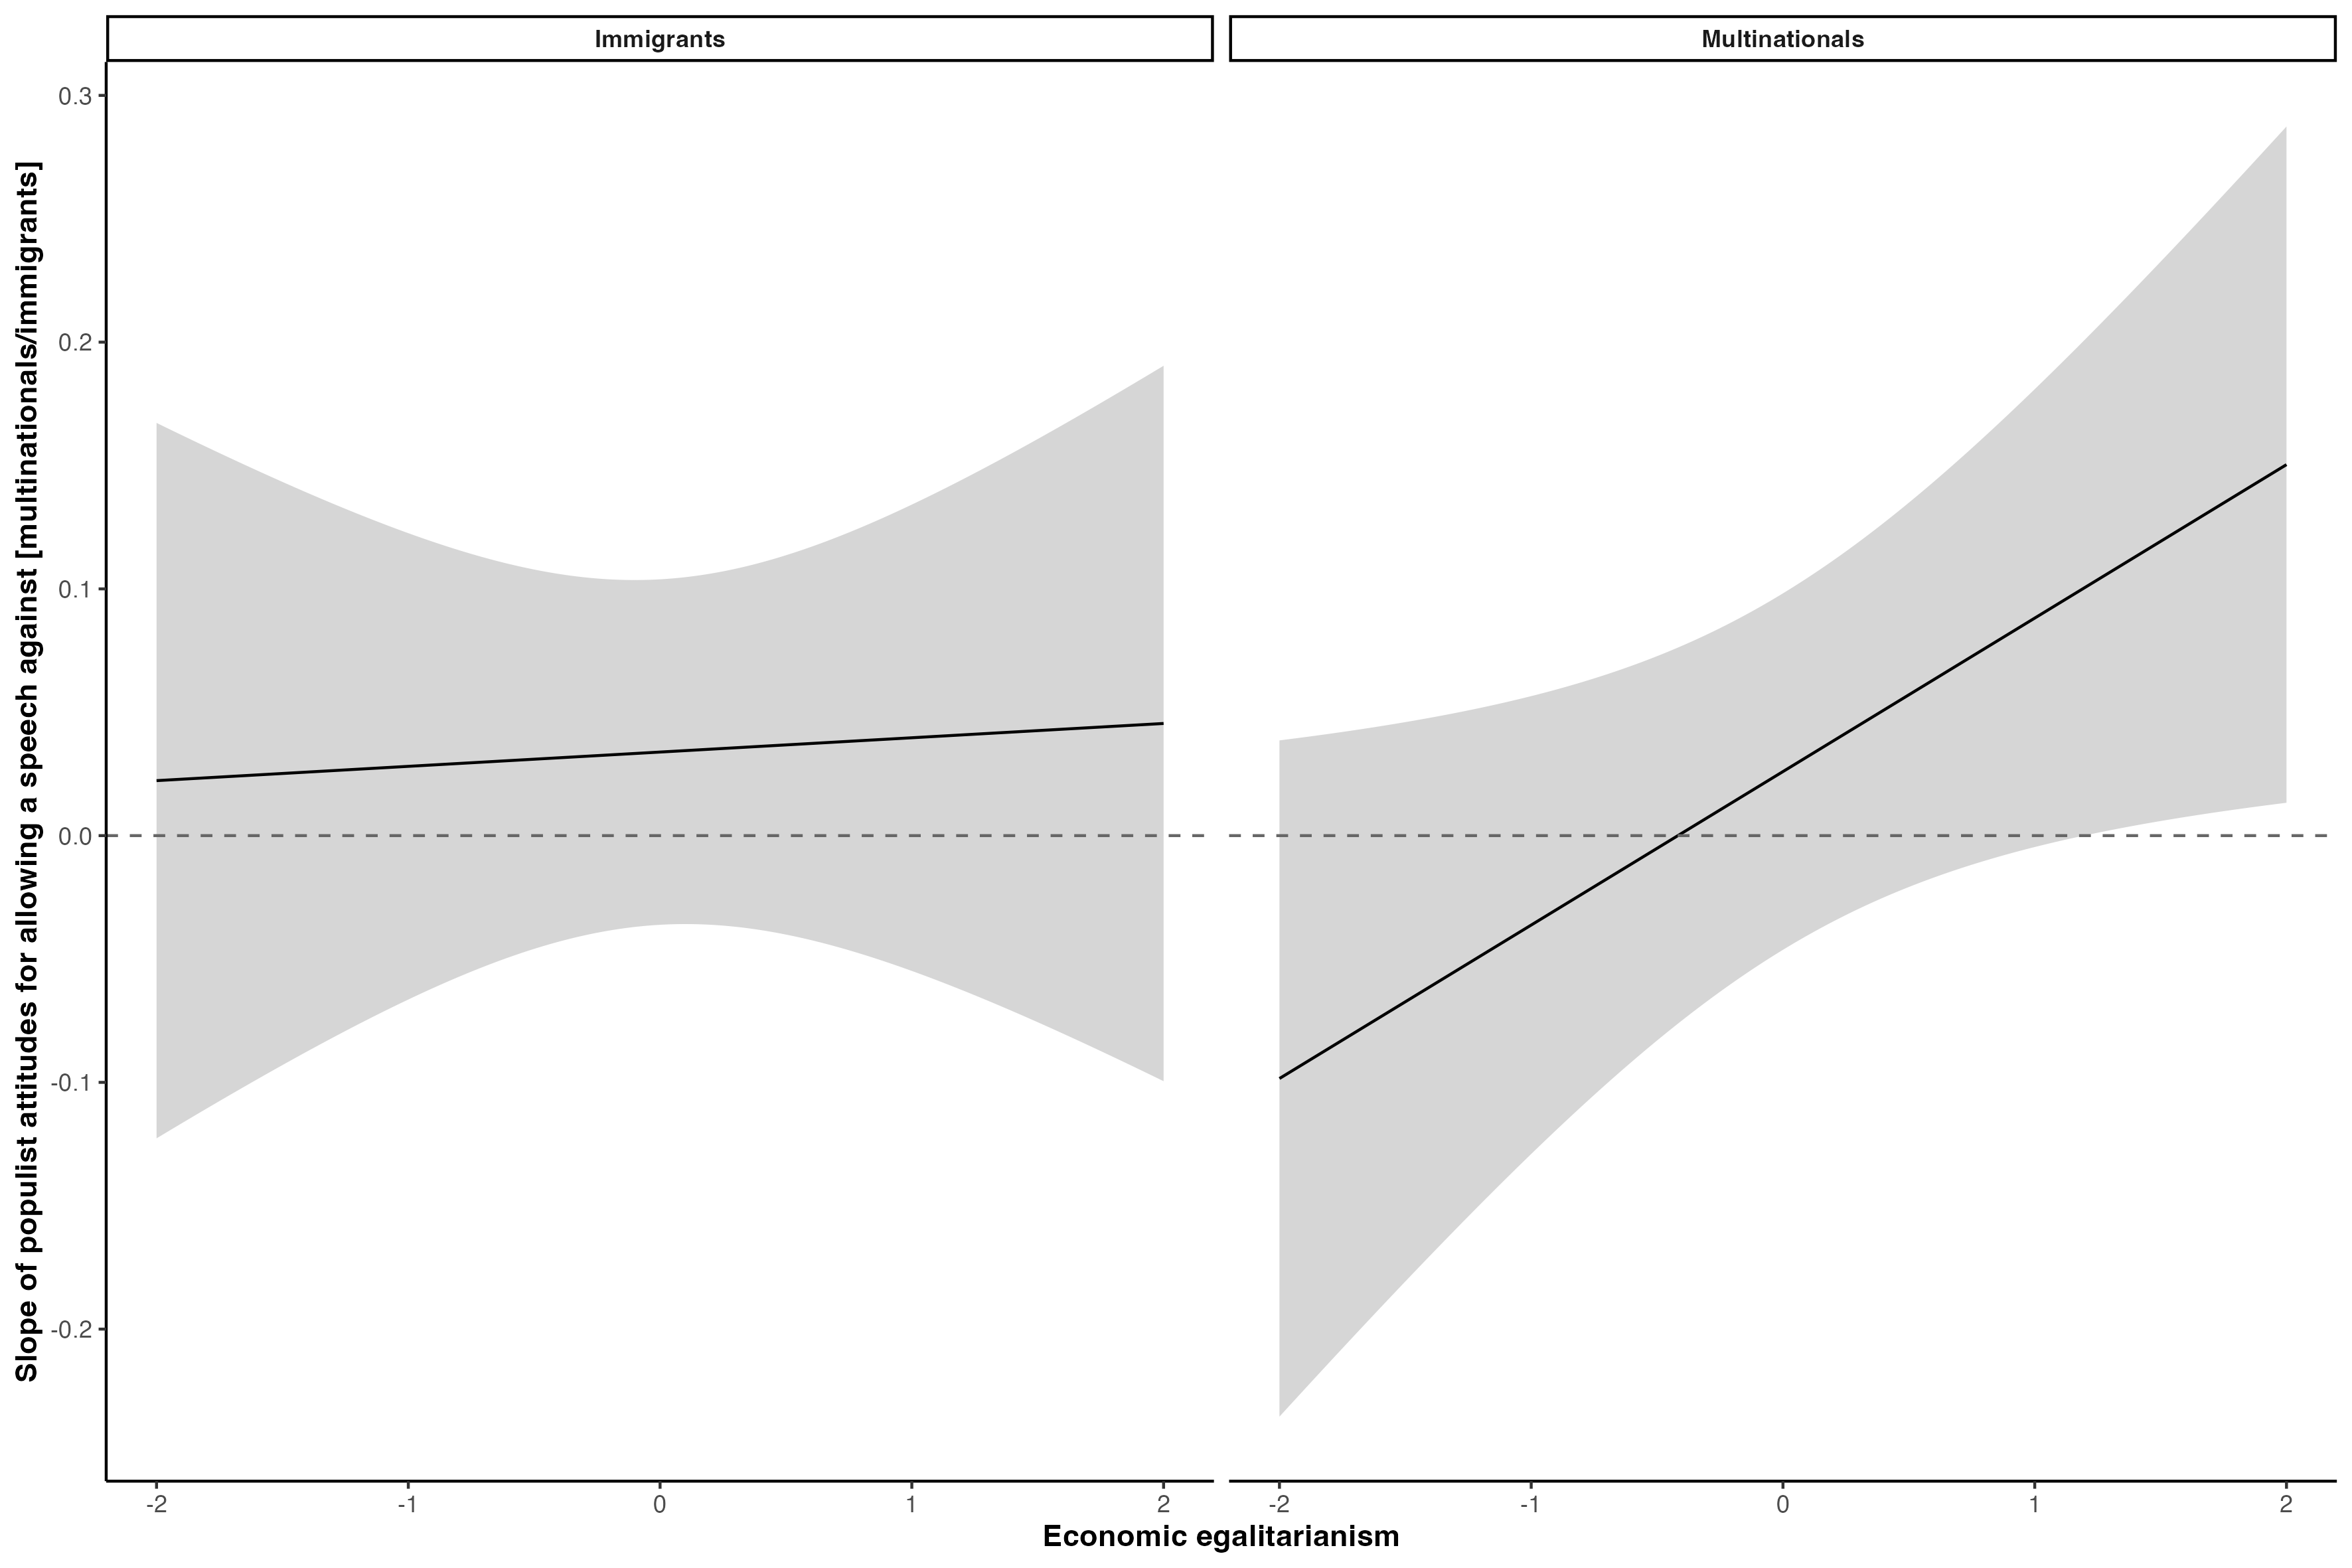 Immigrants
Multinationals
Slope of populist attitudes for allowing a speech against [multinationals/immigrants]
0.3
0.2
0.1
0.0
-0.1
-0.2
-2 -1 0 1 2
-2 -1 0 1 2
Economic egalitarianism